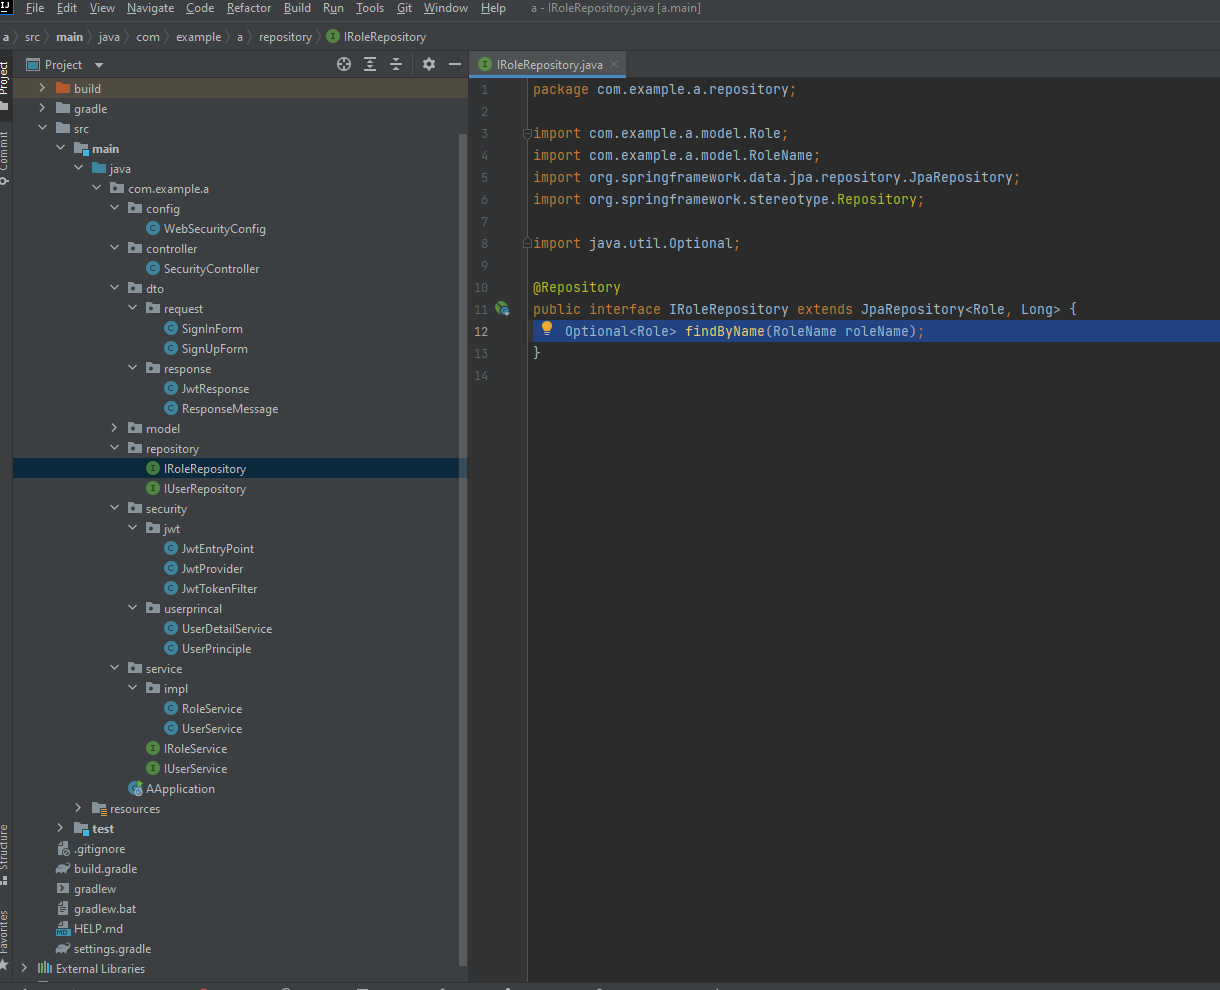 File Edit View Navigate Code Refactor Build Run Tools Git Window Help a - IRoleRepository.java [a.main]
a src main java com example a repository IRoleRepository
Project
IRoleRepository.java
Project
Commit
Structure
Favorites
build
gradle
src
main
java
com.example.a
config
WebSecurityConfig
controller
SecurityController
dto
request
SignInForm
SignUpForm
response
JwtResponse
ResponseMessage
model
repository
IRoleRepository
IUserRepository
security
jwt
JwtEntryPoint
JwtProvider
JwtTokenFilter
userprincal
UserDetailService
UserPrinciple
service
impl
RoleService
UserService
IRoleService
IUserService
AApplication
resources
test
.gitignore
build.gradle
gradlew
gradlew.bat
HELP.md
settings.gradle
External Libraries
1 package com.example.a.repository;
2
3 import com.example.a.model.Role;
4 import com.example.a.model.RoleName;
5 import org.springframework.data.jpa.repository.JpaRepository;
6 import org.springframework.stereotype.Repository;
7
8 import java.util.Optional;
9
10 @Repository
11 public interface IRoleRepository extends JpaRepository<Role, Long> {
12 Optional<Role> findByName(RoleName roleName);
13 }
14